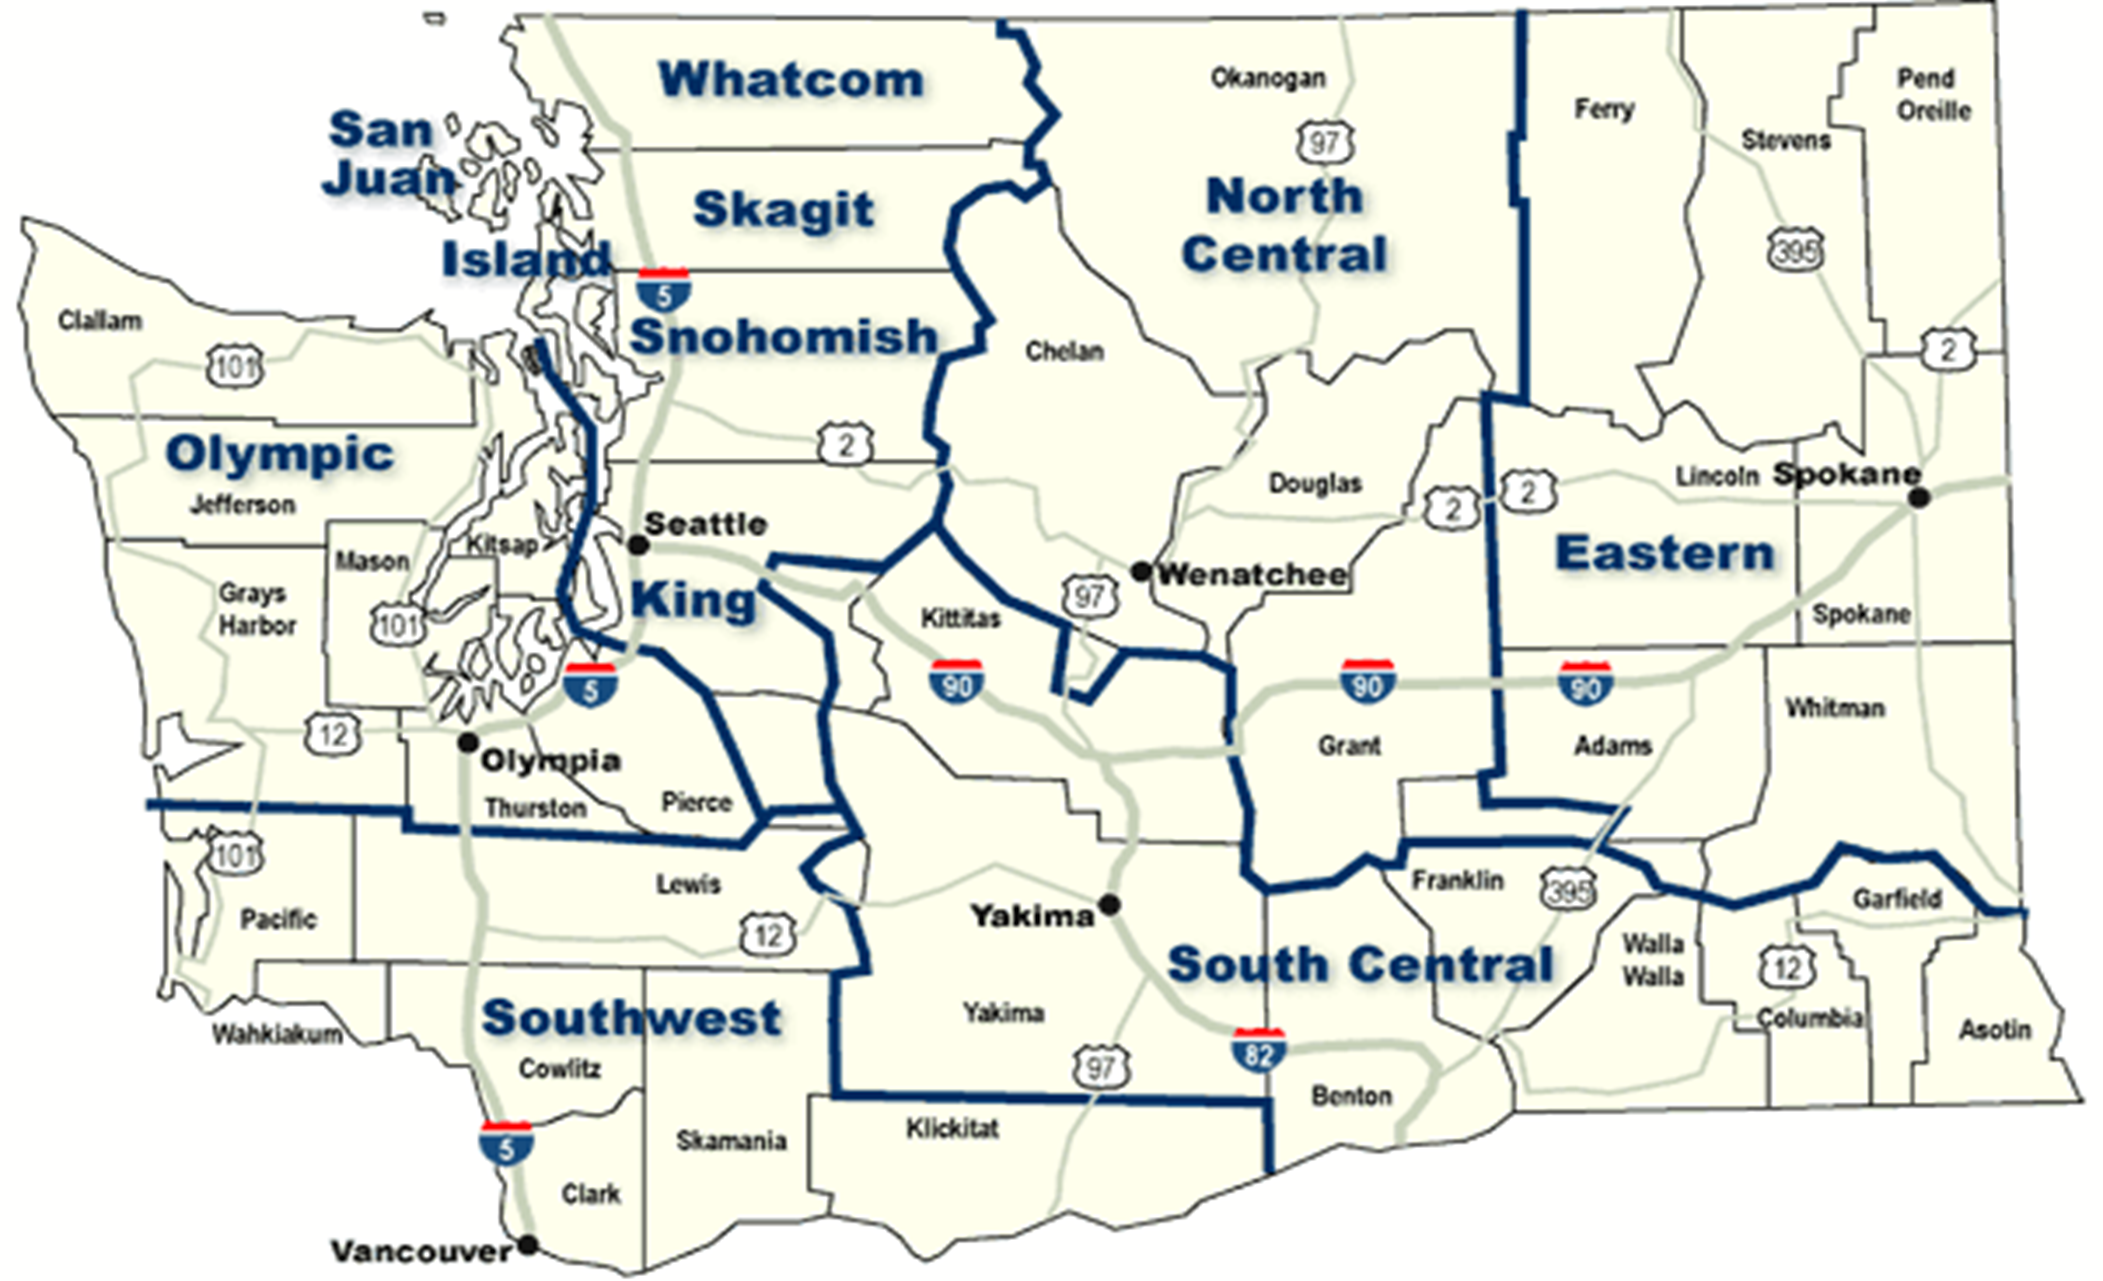 Whatcom
Okanogan
Pend
Oreille
Ferry
San
Juan
97
Stevens
Skagit
North
Central
395
Island
5
Clallam
Snohomish
Chelan
2
101
Olympic
2
Douglas
Lincoln
Spokane
Jefferson
2
2
Seattle
Kitsap
Mason
Eastern
Wenatchee
Grays
Harbor
King
97
Kittitas
Spokane
101
5
90
90
90
Whitman
12
Olympia
Grant
Adams
Thurston
Pierce
101
Lewis
Franklin
395
Garfield
Pacific
Yakima
12
Walla
Walla
South Central
12
Southwest
Yakima
Wahkiakum
Columbia
Asotin
82
Cowlitz
97
Benton
Klickitat
5
Skamania
Clark
Vancouver